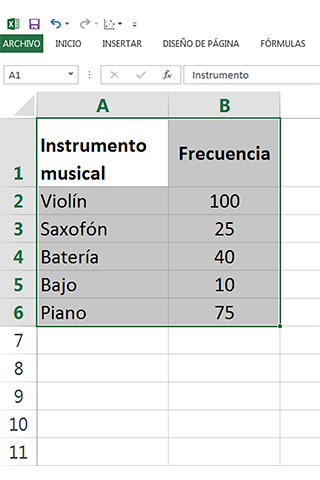 ARCHIVO INICIO INSERTAR DISEÑO DE PÁGINA FÓRMULAS
A1 fx Instrumento
A B
1 Instrumento musical Frecuencia
2 Violín 100
3 Saxofón 25
4 Batería 40
5 Bajo 10
6 Piano 75
7
8
9
10
11